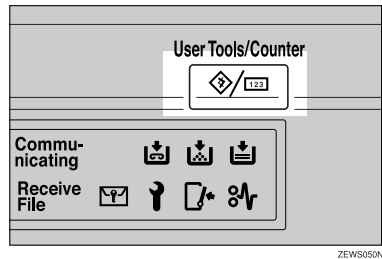 User Tools/Counter
123
Commu-
nicating
Receive
File
ZEWS050N